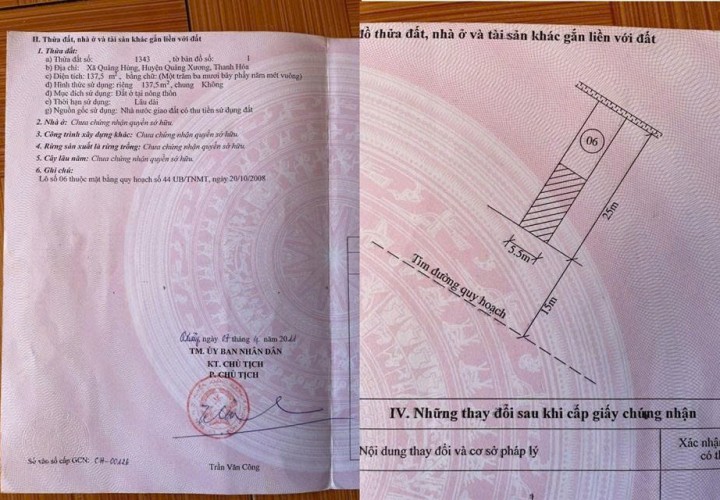 II. Thửa đất, nhà ở và tài sản khác gắn liền với đất
1. Thửa đất:
a) Thửa đất số: 1343 , tờ bản đồ số: 1
b) Địa chỉ: Xã Quảng Hùng, Huyện Quảng Xương, Thanh Hóa
c) Diện tích: 137,5 m², bằng chữ: (Một trăm ba mươi bảy phẩy năm mét vuông)
d) Hình thức sử dụng: riêng 137,5m², chung Không
đ) Mục đích sử dụng: Đất ở tại nông thôn
e) Thời hạn sử dụng: Lâu dài
g) Nguồn gốc sử dụng: Nhà nước giao đất có thu tiền sử dụng đất
2. Nhà ở: Chưa chứng nhận quyền sở hữu.
3. Công trình xây dựng khác: Chưa chứng nhận quyền sở hữu.
4. Rừng sản xuất là rừng trồng: Chưa chứng nhận quyền sở hữu.
5. Cây lâu năm: Chưa chứng nhận quyền sở hữu.
6. Ghi chú:
Lô số 06 thuộc mặt bằng quy hoạch số 44 UB/TNMT, ngày 20/10/2008
ngày tháng năm
TM. ỦY BAN NHÂN DÂN
KT. CHỦ TỊCH
P. CHỦ TỊCH
Số vào sổ cấp GCN: CH-00126
Trần Văn Công
đồ thửa đất, nhà ở và tài sản khác gắn liền với đất
06
25m
5.5m
Tim đường quy hoạch
15m
IV. Những thay đổi sau khi cấp giấy chứng nhận
Nội dung thay đổi và cơ sở pháp lý
Xác nhậ
có t